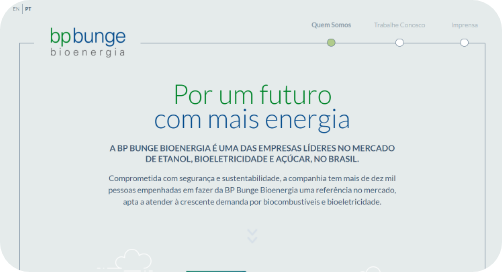 EN | PT
Quem Somos Trabalhe Conosco Imprensa
bpbunge
bioenergia
Por um futuro
com mais energia
A BP BUNGE BIOENERGIA É UMA DAS EMPRESAS LÍDERES NO MERCADO
DE ETANOL, BIOELETRICIDADE E AÇÚCAR, NO BRASIL.
Comprometida com segurança e sustentabilidade, a companhia tem mais de dez mil
pessoas empenhadas em fazer da BP Bunge Bioenergia uma referência no mercado,
apta a atender à crescente demanda por biocombustíveis e bioeletricidade.